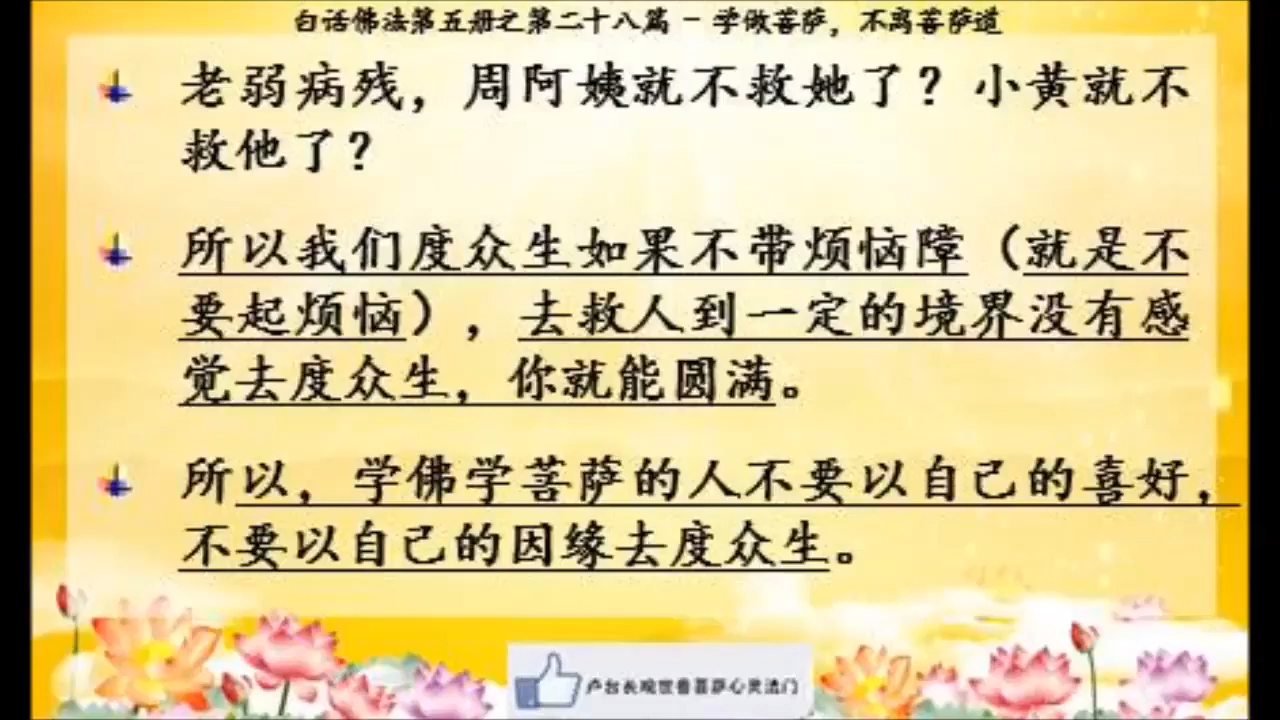 白话佛法第五册之第二十八篇 - 学做菩萨，不离菩萨道
老弱病残，周阿姨就不救她了？小黄就不
救他了？
所以我们度众生如果不带烦恼障（就是不
要起烦恼），去救人到一定的境界没有感
觉去度众生，你就能圆满。
所以，学佛学菩萨的人不要以自己的喜好，
不要以自己的因缘去度众生。
卢台长观世音菩萨心灵法门